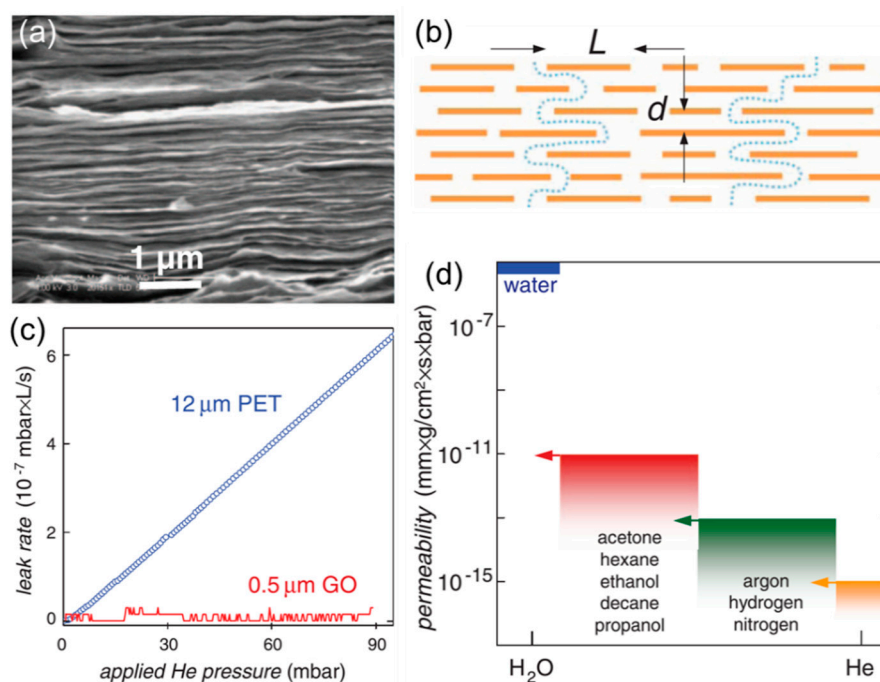 (a)
1 μm
(b)
L
d
(c)
6
4
2
0
leak rate (10⁻⁷ mbar×L/s)
12 μm PET
0.5 μm GO
0
30
60
90
applied He pressure (mbar)
(d)
water
10⁻⁷
10⁻¹¹
10⁻¹⁵
permeability (mm×g/cm²×s×bar)
acetone
hexane
ethanol
decane
propanol
argon
hydrogen
nitrogen
H₂O
He